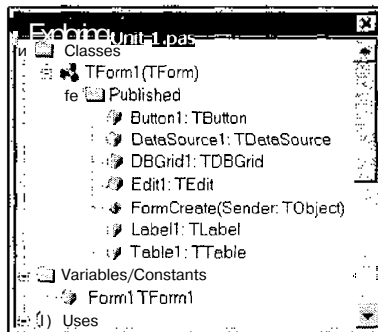 Exploring Unit1.pas
Classes
TForm1(TForm)
Published
Button1: TButton
DataSource1: TDataSource
DBGrid1: TDBGrid
Edit1: TEdit
FormCreate(Sender: TObject)
Label1: TLabel
Table1: TTable
Variables/Constants
Form1 TForm1
Uses